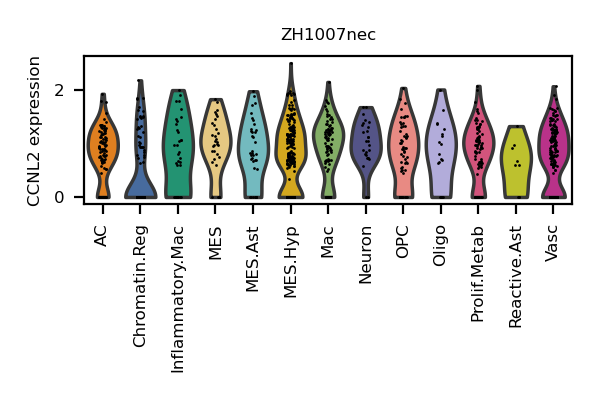 ZH1007nec
CCNL2 expression
2
0
AC
Chromatin.Reg
Inflammatory.Mac
MES
MES.Ast
MES.Hyp
Mac
Neuron
OPC
Oligo
Prolif.Metab
Reactive.Ast
Vasc